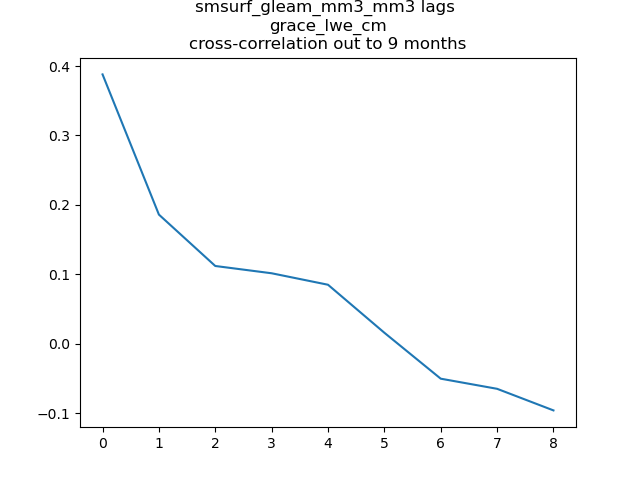 smsurf_gleam_mm3_mm3 lags
grace_lwe_cm
cross-correlation out to 9 months
0.4
0.3
0.2
0.1
0.0
−0.1
0 1 2 3 4 5 6 7 8